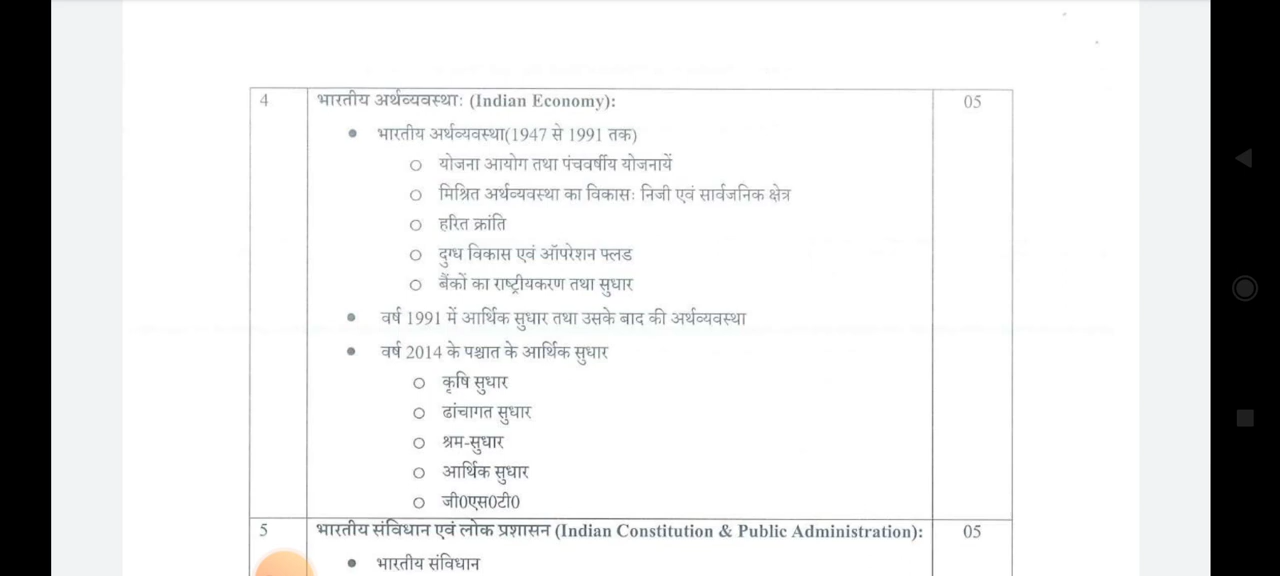 4 भारतीय अर्थव्यवस्था: (Indian Economy): 05
• भारतीय अर्थव्यवस्था(1947 से 1991 तक)
○ योजना आयोग तथा पंचवर्षीय योजनायें
○ मिश्रित अर्थव्यवस्था का विकास: निजी एवं सार्वजनिक क्षेत्र
○ हरित क्रांति
○ दुग्ध विकास एवं ऑपरेशन फ्लड
○ बैंकों का राष्ट्रीयकरण तथा सुधार
• वर्ष 1991 में आर्थिक सुधार तथा उसके बाद की अर्थव्यवस्था
• वर्ष 2014 के पश्चात के आर्थिक सुधार
○ कृषि सुधार
○ ढांचागत सुधार
○ श्रम-सुधार
○ आर्थिक सुधार
○ जी0एस0टी0
5 भारतीय संविधान एवं लोक प्रशासन (Indian Constitution & Public Administration): 05
• भारतीय संविधान